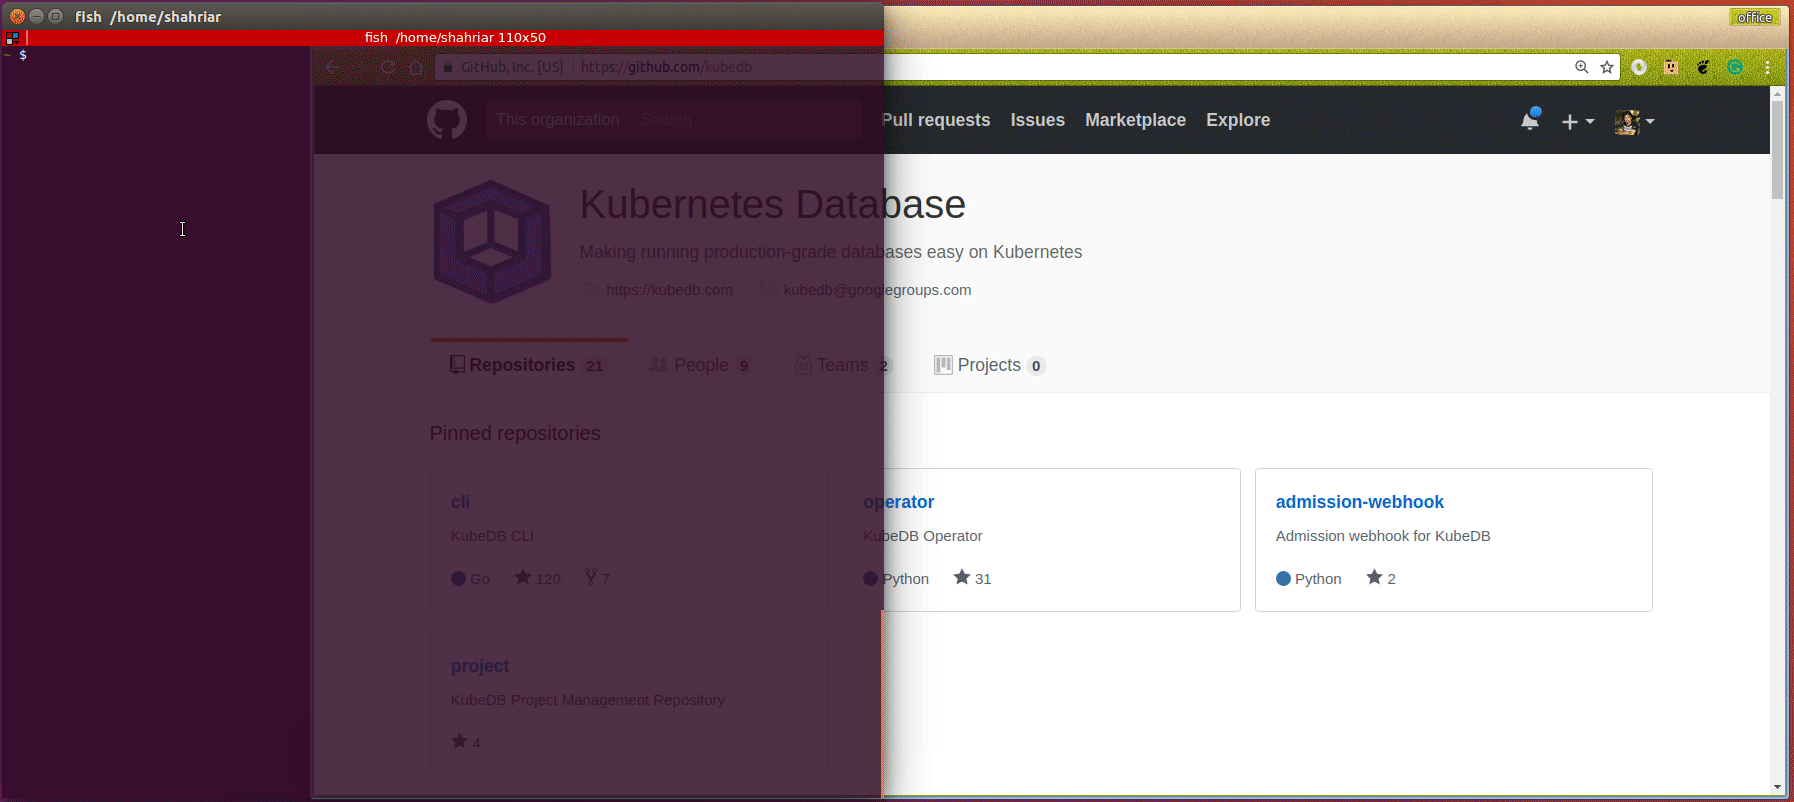 fish /home/shahriar
office
fish /home/shahriar 110x50
~ $
GitHub, Inc. [US] | https://github.com/kubedb
This organization Search Pull requests Issues Marketplace Explore
Kubernetes Database
Making running production-grade databases easy on Kubernetes
https://kubedb.com kubedb@googlegroups.com
Repositories 21 People 9 Teams 2 Projects 0
Pinned repositories
cli
KubeDB CLI
Go 120 7
operator
KubeDB Operator
Python 31
admission-webhook
Admission webhook for KubeDB
Python 2
project
KubeDB Project Management Repository
4